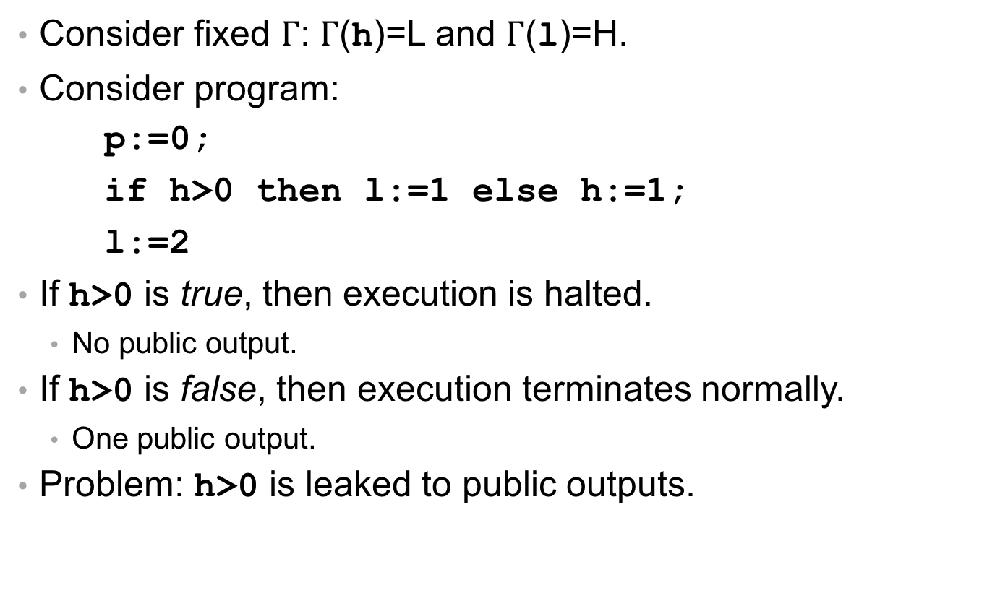 • Consider fixed Γ: Γ(h)=L and Γ(l)=H.
• Consider program:
p:=0;
if h>0 then l:=1 else h:=1;
l:=2
• If h>0 is true, then execution is halted.
• No public output.
• If h>0 is false, then execution terminates normally.
• One public output.
• Problem: h>0 is leaked to public outputs.